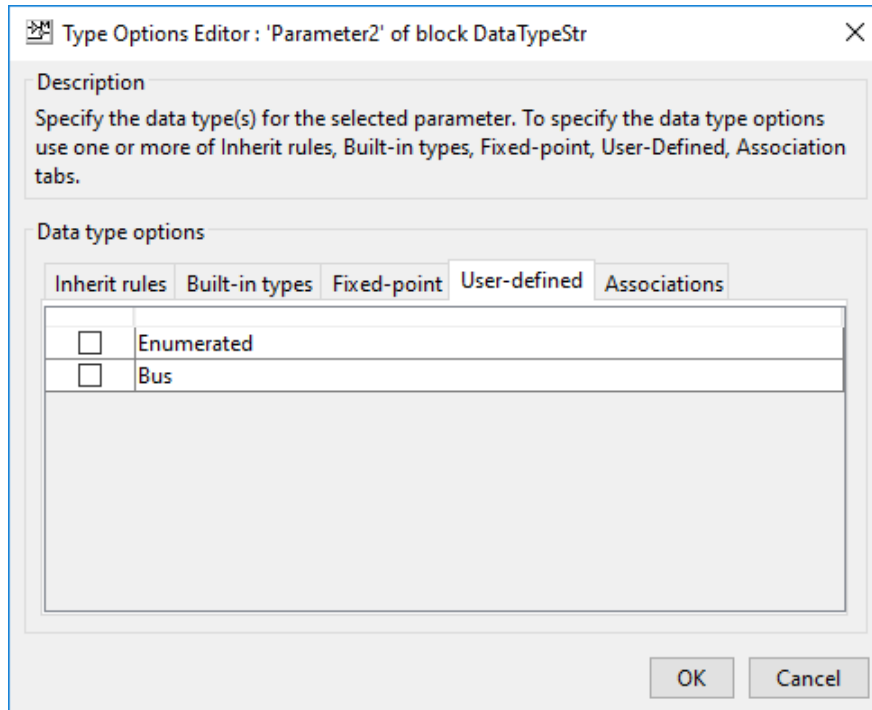 Type Options Editor : 'Parameter2' of block DataTypeStr
Description
Specify the data type(s) for the selected parameter. To specify the data type options
use one or more of Inherit rules, Built-in types, Fixed-point, User-Defined, Association
tabs.
Data type options
Inherit rules Built-in types Fixed-point User-defined Associations
Enumerated
Bus
OK Cancel